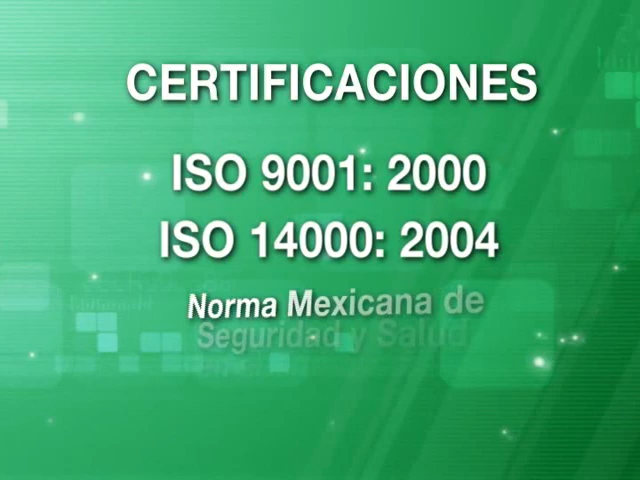 CERTIFICACIONES
ISO 9001: 2000
ISO 14000: 2004
Norma Mexicana de
Seguridad y Salud